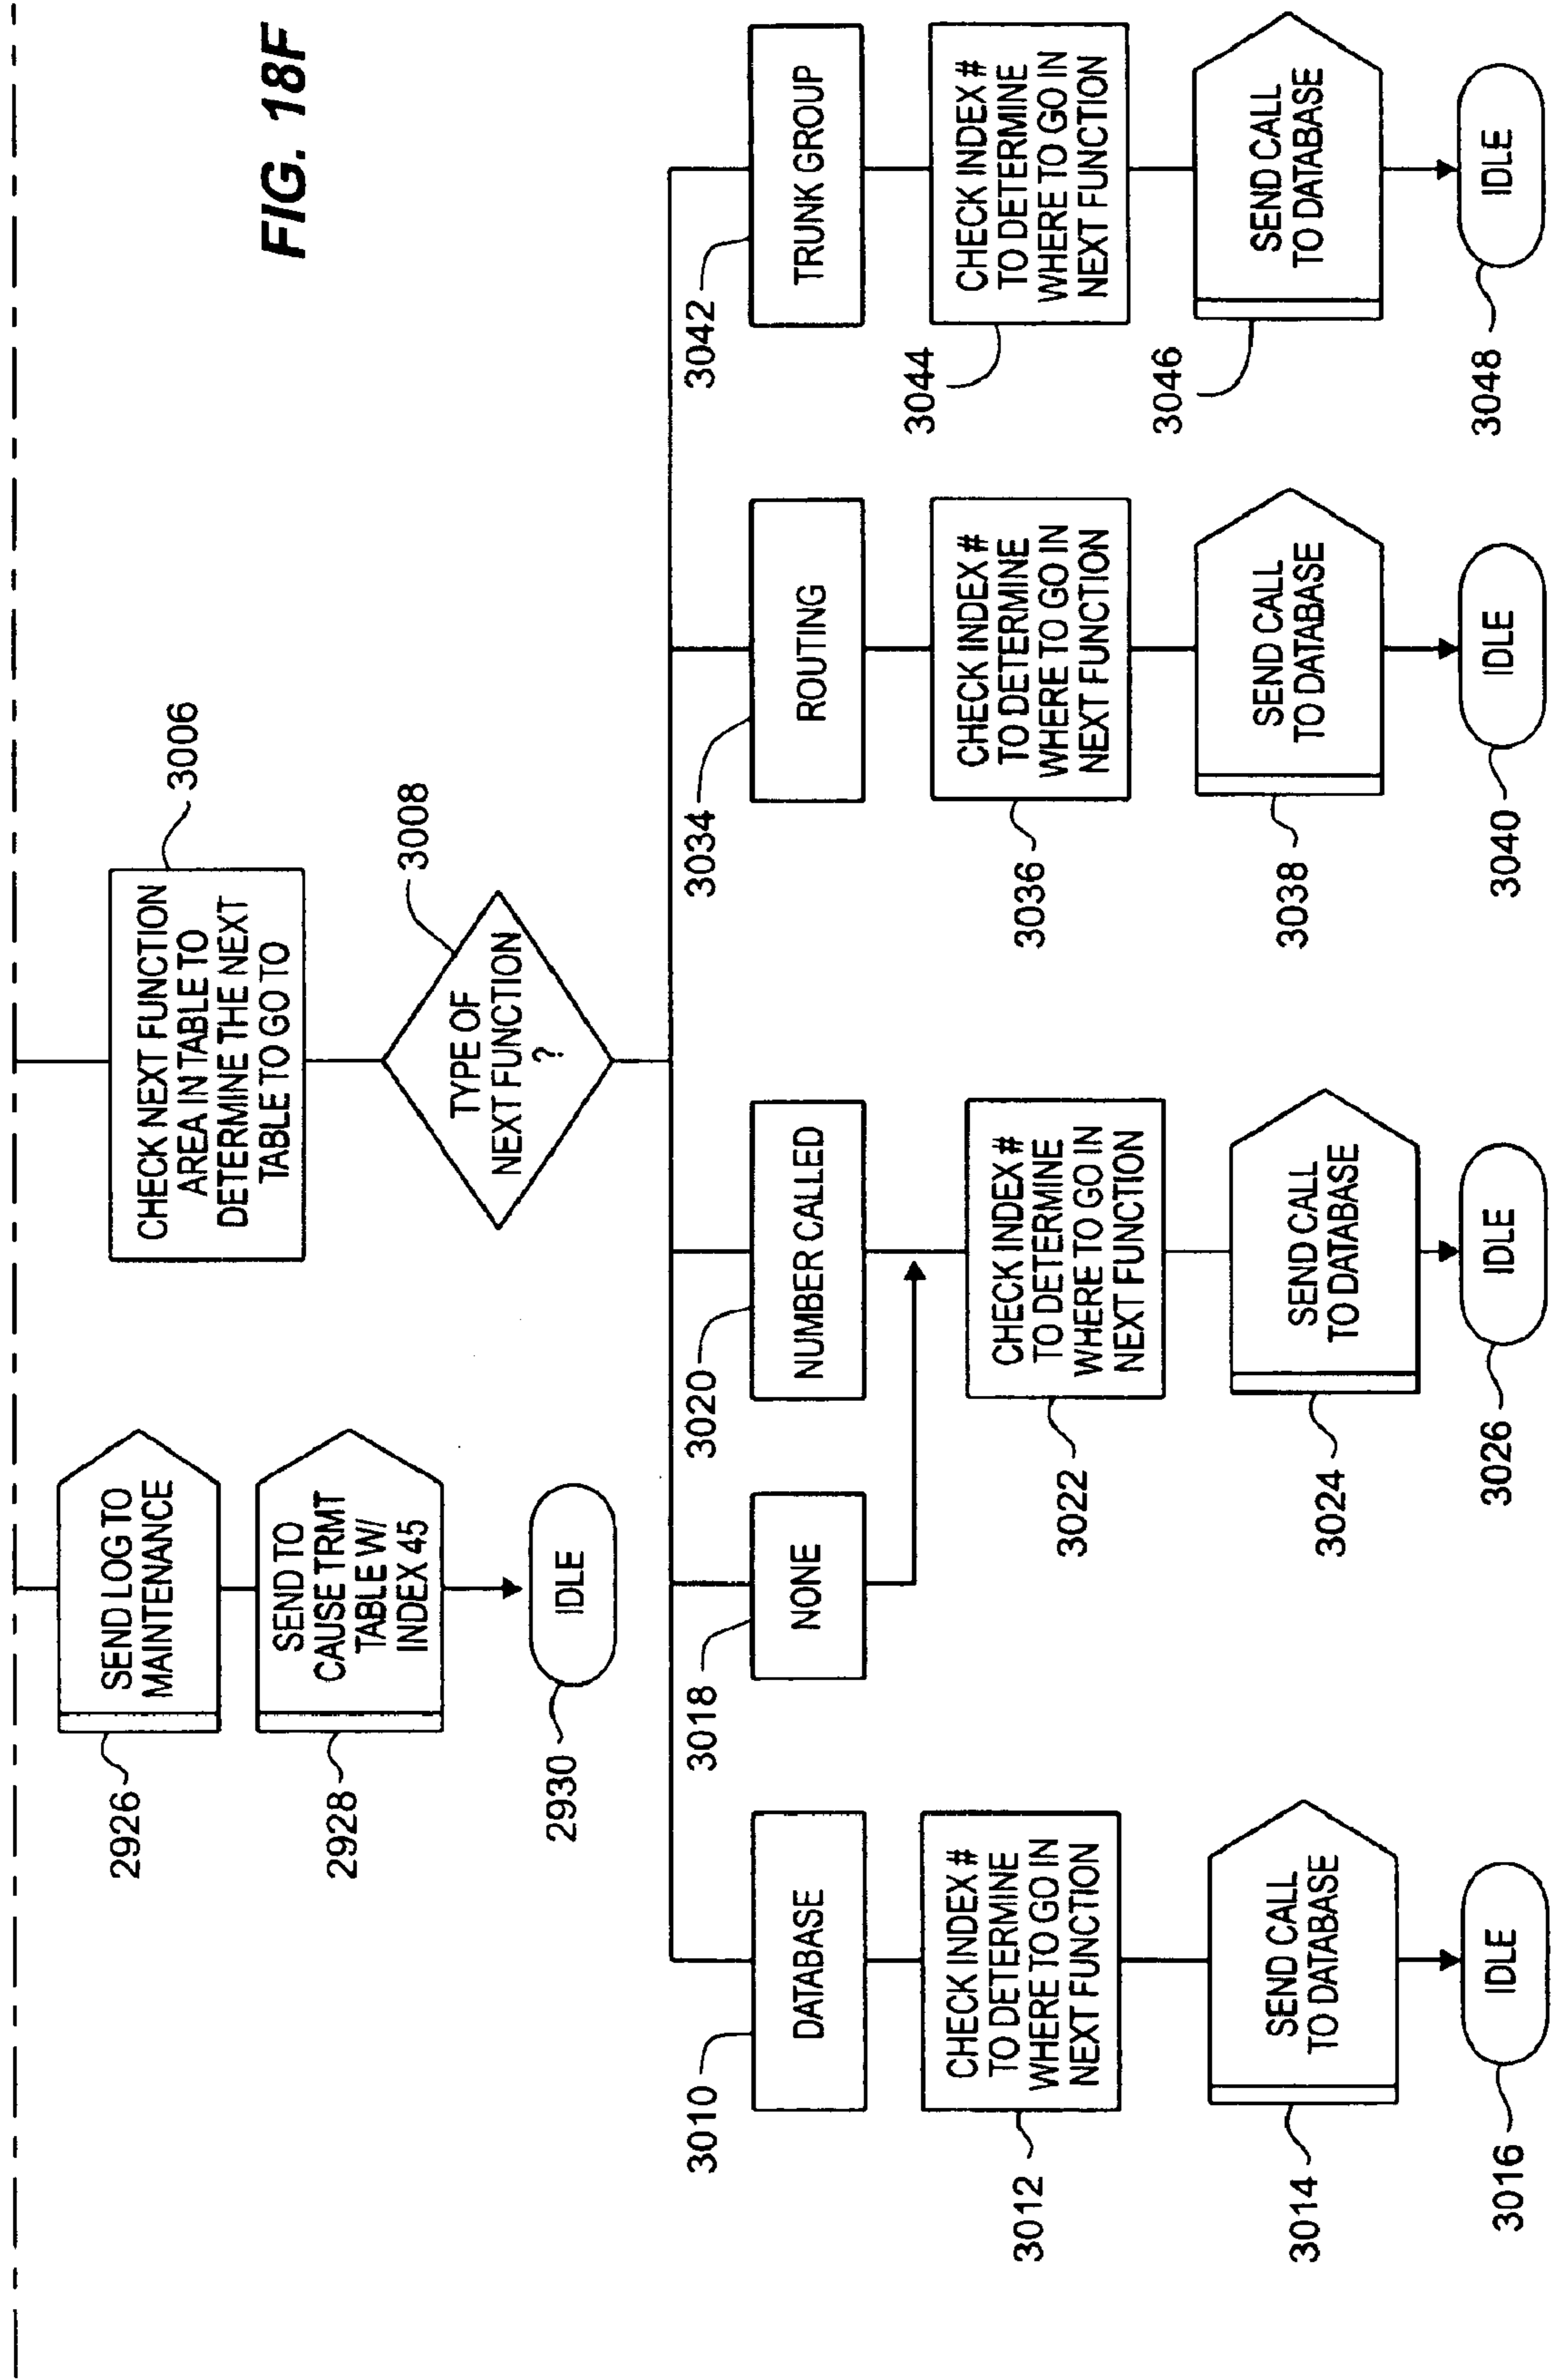 FIG. 18F
2926
SEND LOG TO
MAINTENANCE
2928
SEND TO
CAUSE TRMT
TABLE W/
INDEX 45
2930
IDLE
3006
CHECK NEXT FUNCTION
AREA IN TABLE TO
DETERMINE THE NEXT
TABLE TO GO TO
3008
TYPE OF
NEXT FUNCTION
?
3010
DATABASE
3012
CHECK INDEX #
TO DETERMINE
WHERE TO GO IN
NEXT FUNCTION
3014
SEND CALL
TO DATABASE
3016
IDLE
3018
NONE
3020
NUMBER CALLED
3022
CHECK INDEX #
TO DETERMINE
WHERE TO GO IN
NEXT FUNCTION
3024
SEND CALL
TO DATABASE
3026
IDLE
3034
ROUTING
3036
CHECK INDEX #
TO DETERMINE
WHERE TO GO IN
NEXT FUNCTION
3038
SEND CALL
TO DATABASE
3040
IDLE
3042
TRUNK GROUP
3044
CHECK INDEX #
TO DETERMINE
WHERE TO GO IN
NEXT FUNCTION
3046
SEND CALL
TO DATABASE
3048
IDLE